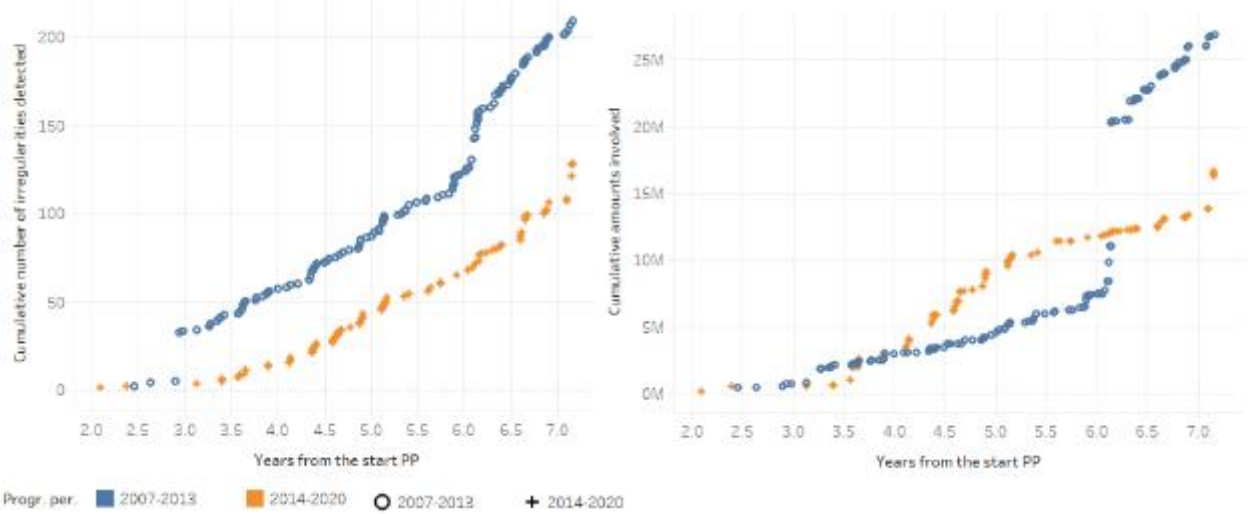 Cumulative number of irregularities detected
200
150
100
50
0
2.0 2.5 3.0 3.5 4.0 4.5 5.0 5.5 6.0 6.5 7.0
Years from the start PP
Cumulative amounts involved
25M
20M
15M
10M
5M
0M
2.0 2.5 3.0 3.5 4.0 4.5 5.0 5.5 6.0 6.5 7.0
Years from the start PP
Progr. per. 2007-2013 2014-2020 2007-2013 2014-2020